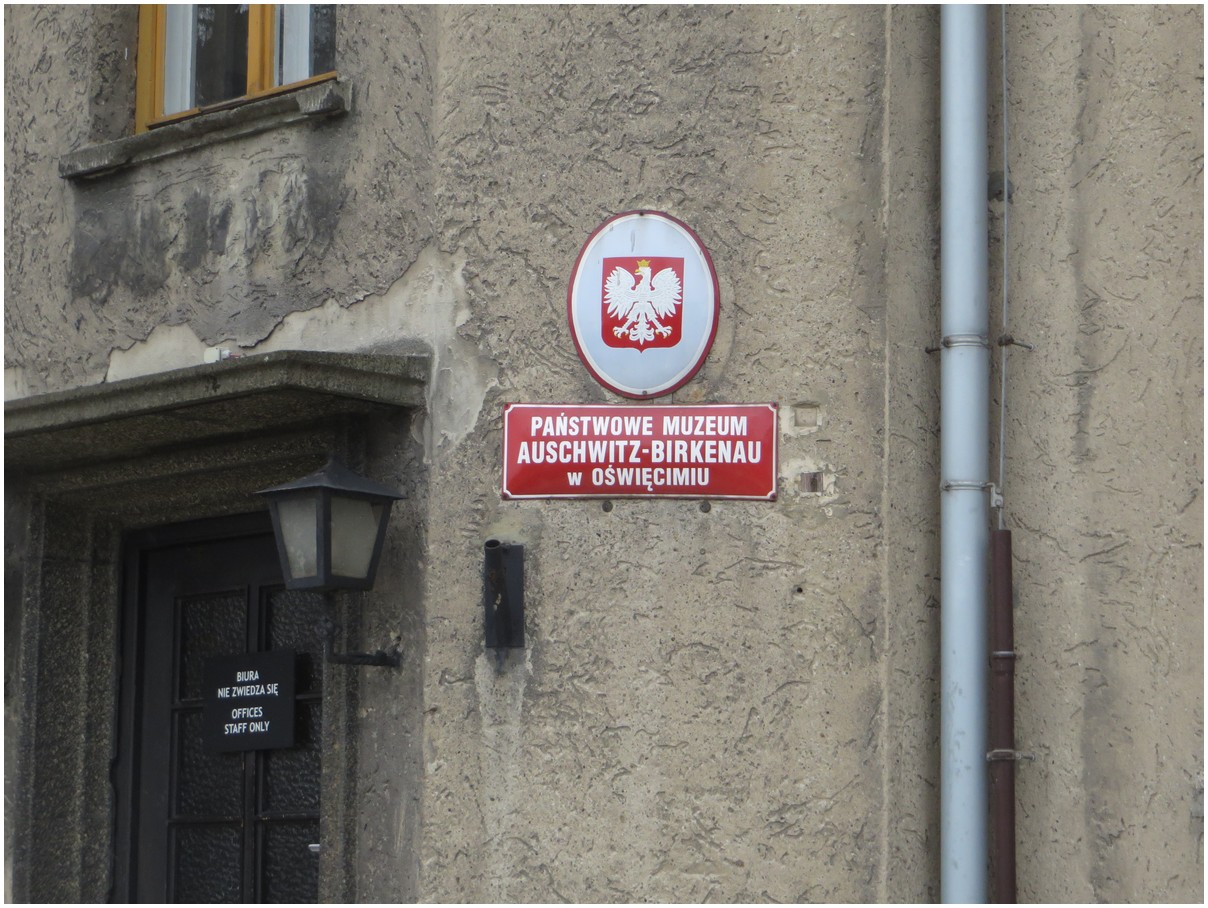 PAŃSTWOWE MUZEUM
AUSCHWITZ-BIRKENAU
w OŚWIĘCIMIU
BIURA
NIE ZWIEDZA SIĘ
OFFICES
STAFF ONLY